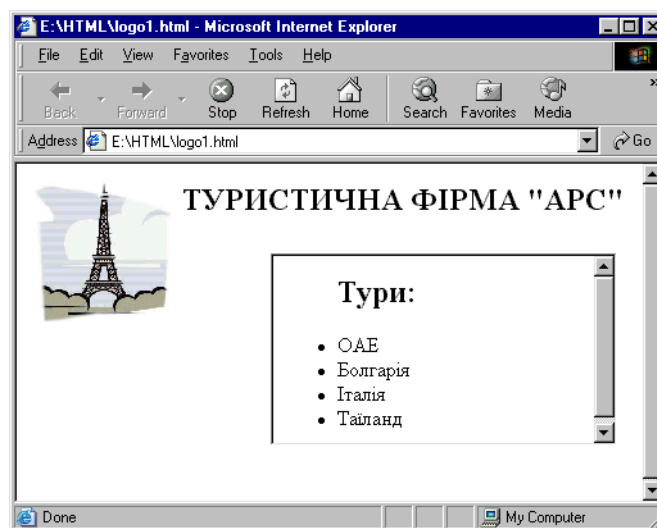 E:\HTML\logo1.html - Microsoft Internet Explorer
File Edit View Favorites Tools Help
Back Forward Stop Refresh Home Search Favorites Media »
Address E:\HTML\logo1.html Go
ТУРИСТИЧНА ФІРМА "АРС"
Тури:
• ОАЕ
• Болгарія
• Італія
• Таїланд
Done My Computer